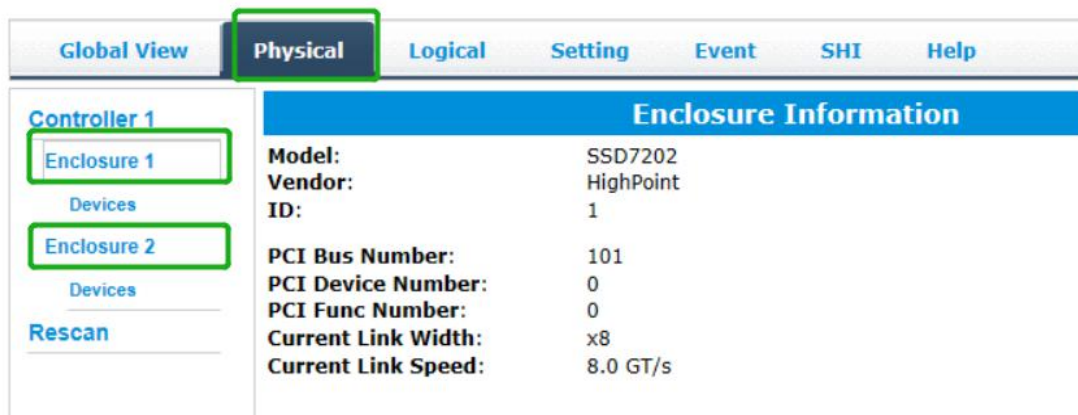 Global View Physical Logical Setting Event SHI Help
Controller 1
Enclosure 1
Devices
Enclosure 2
Devices
Rescan
Enclosure Information
Model: SSD7202
Vendor: HighPoint
ID: 1
PCI Bus Number: 101
PCI Device Number: 0
PCI Func Number: 0
Current Link Width: x8
Current Link Speed: 8.0 GT/s